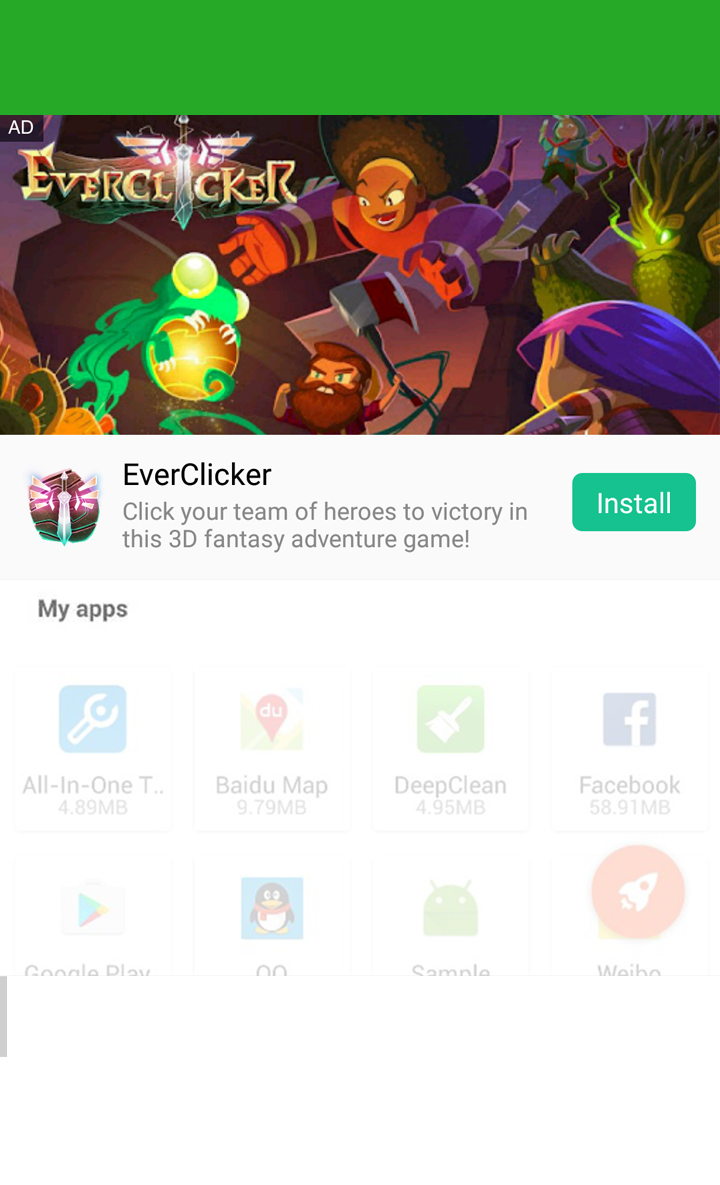 AD
EVERCLICKER
EverClicker
Click your team of heroes to victory in
this 3D fantasy adventure game!
Install
My apps
du
All-In-One T..
4.89MB
Baidu Map
9.79MB
DeepClean
4.95MB
Facebook
58.91MB
Google Play
QQ
Sample
Weibo